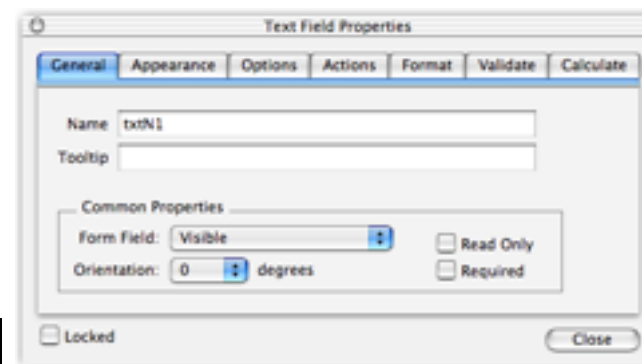 Text Field Properties
General Appearance Options Actions Format Validate Calculate
Name txtN1
Tooltip
Common Properties
Form Field: Visible
Read Only
Orientation: 0 degrees
Required
Locked
Close